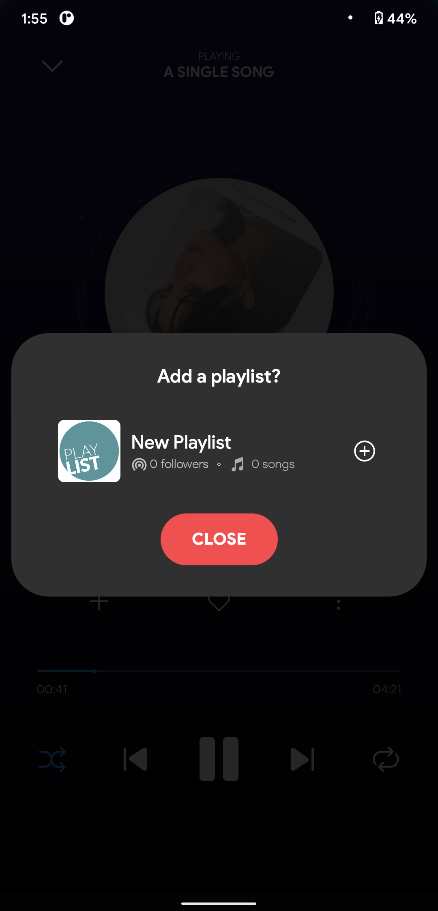 1:55
44%
PLAYING
A SINGLE SONG
Add a playlist?
PLAY
LIST
New Playlist
0 followers • 0 songs
CLOSE
00:41
04:21